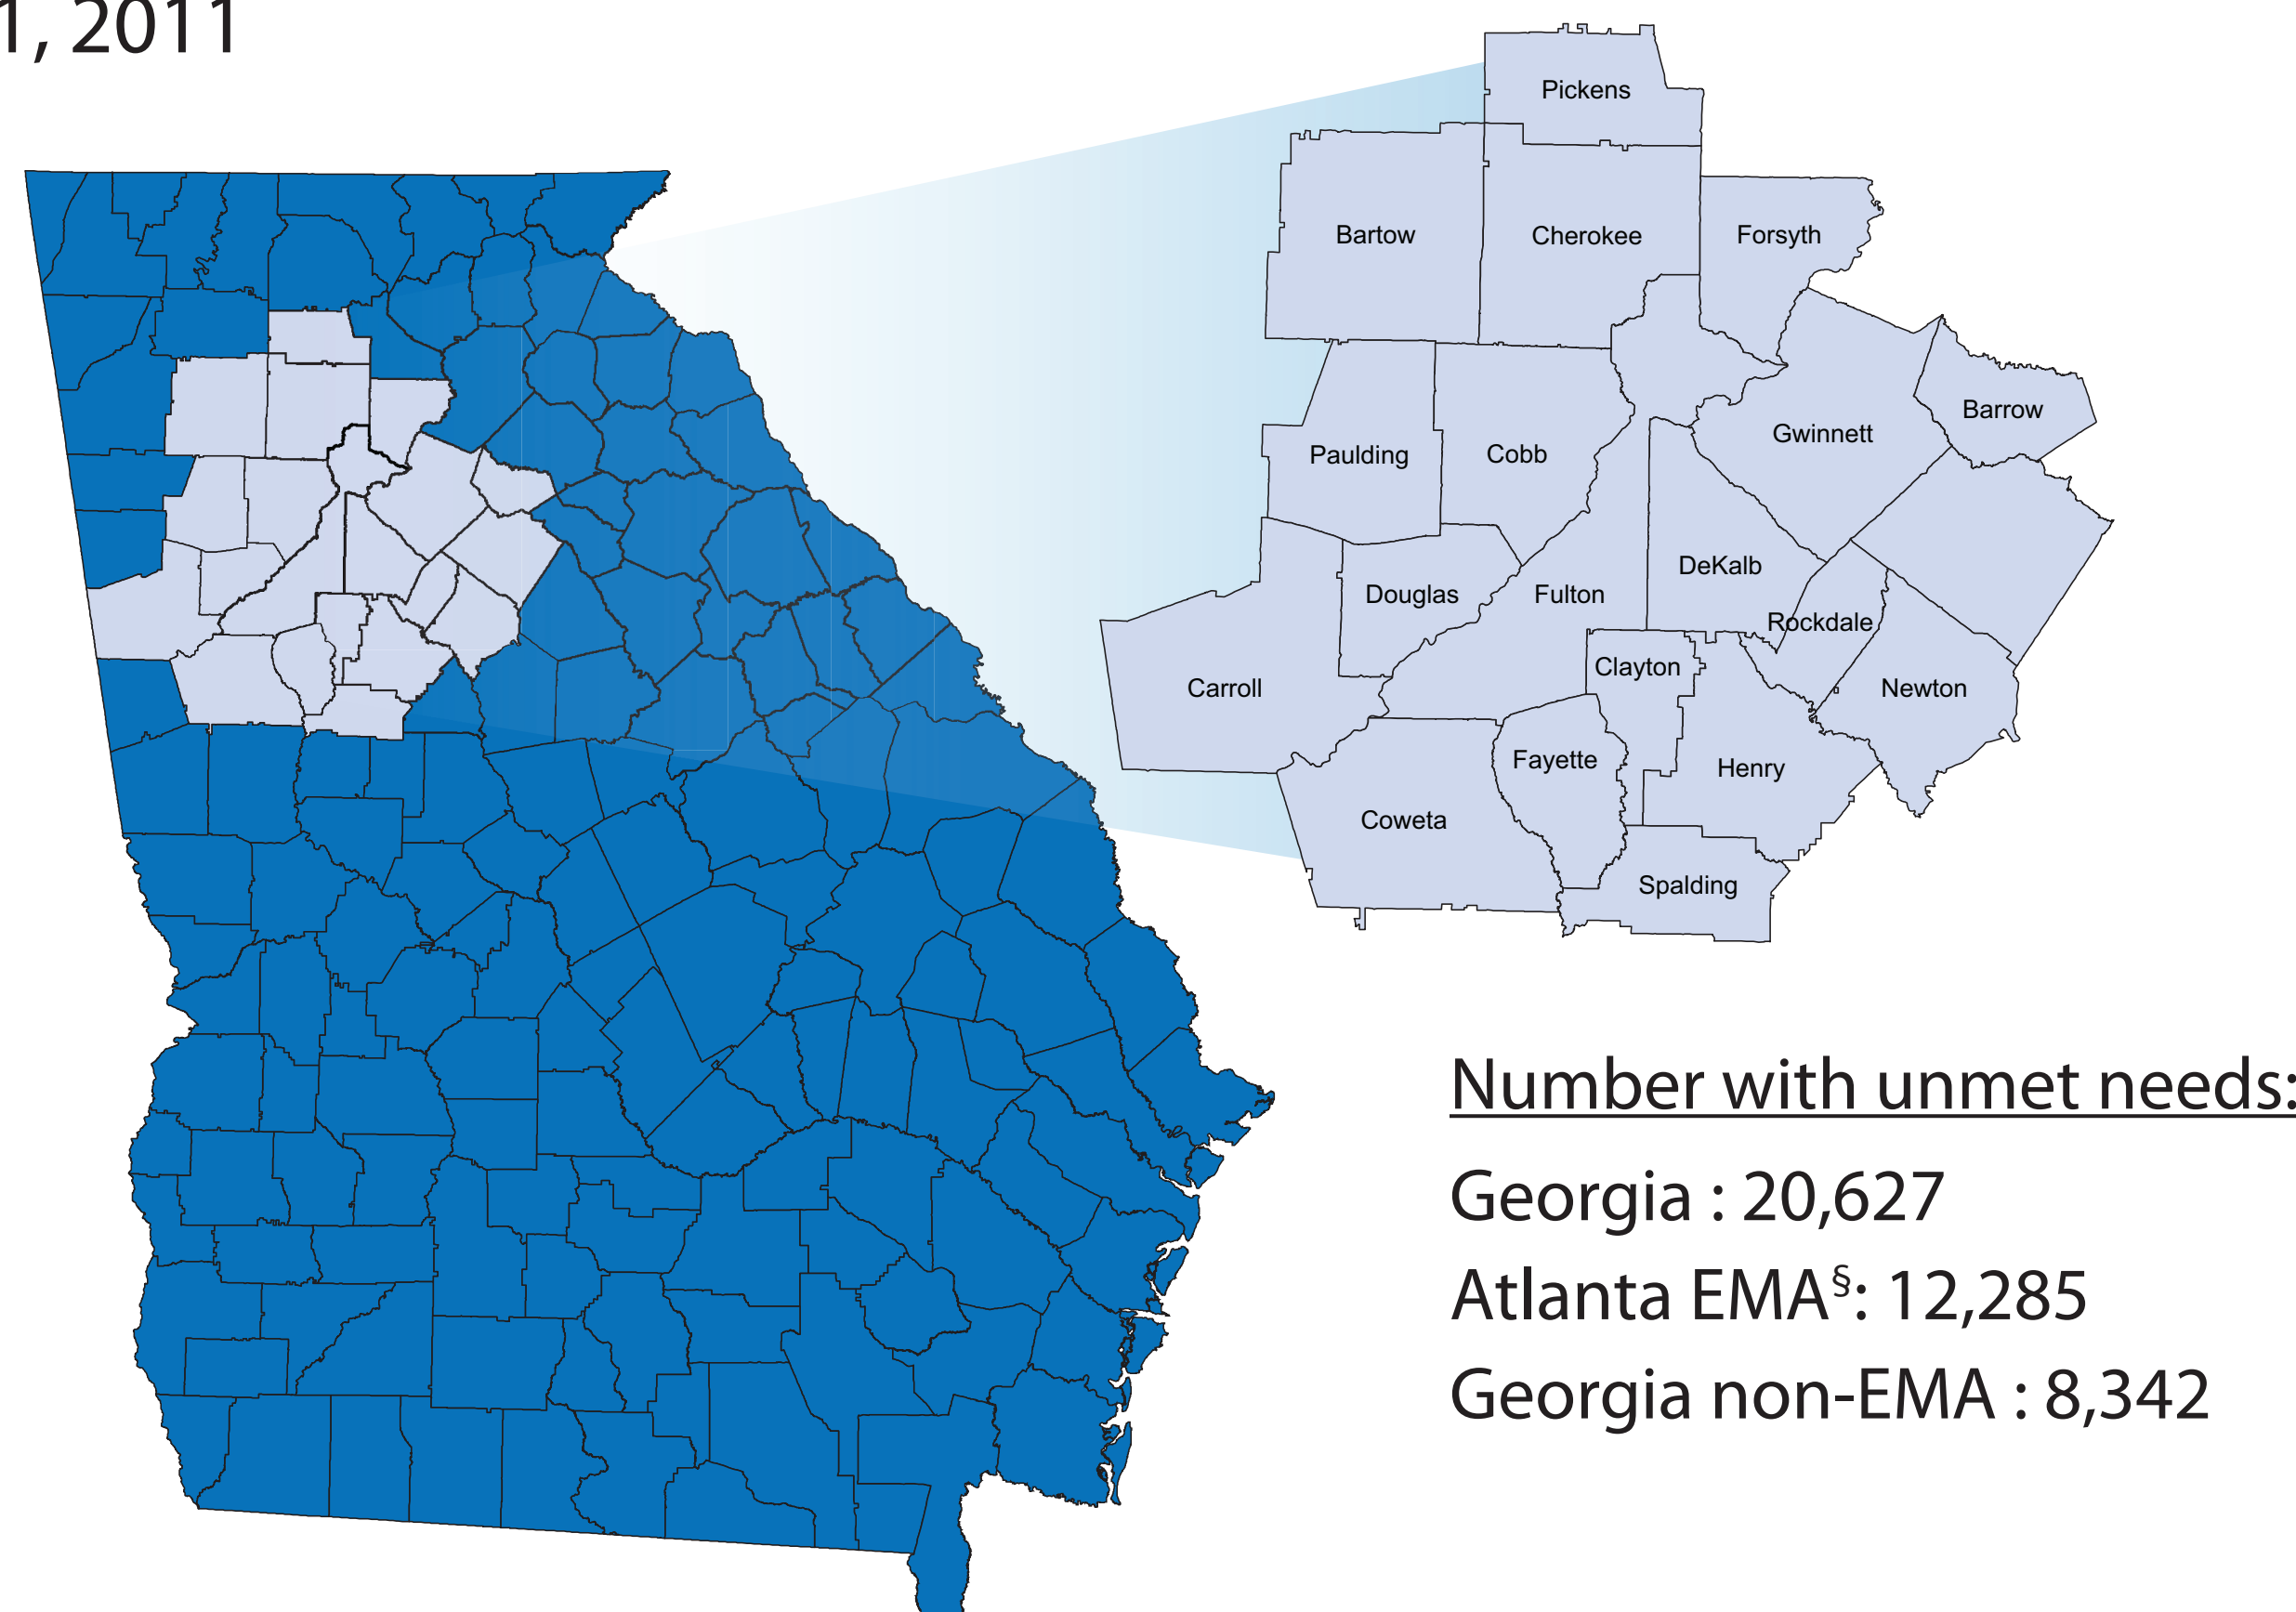 1, 2011
Pickens
Bartow
Cherokee
Forsyth
Barrow
Gwinnett
Paulding
Cobb
DeKalb
Douglas
Fulton
Rockdale
Clayton
Carroll
Newton
Fayette
Henry
Coweta
Spalding
Number with unmet needs:
Georgia : 20,627
Atlanta EMA§: 12,285
Georgia non-EMA : 8,342